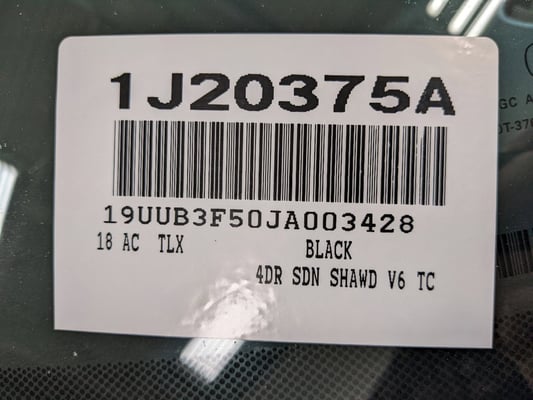 1J20375A
19UUB3F50JA003428
18 AC TLX BLACK
4DR SDN SHAWD V6 TC